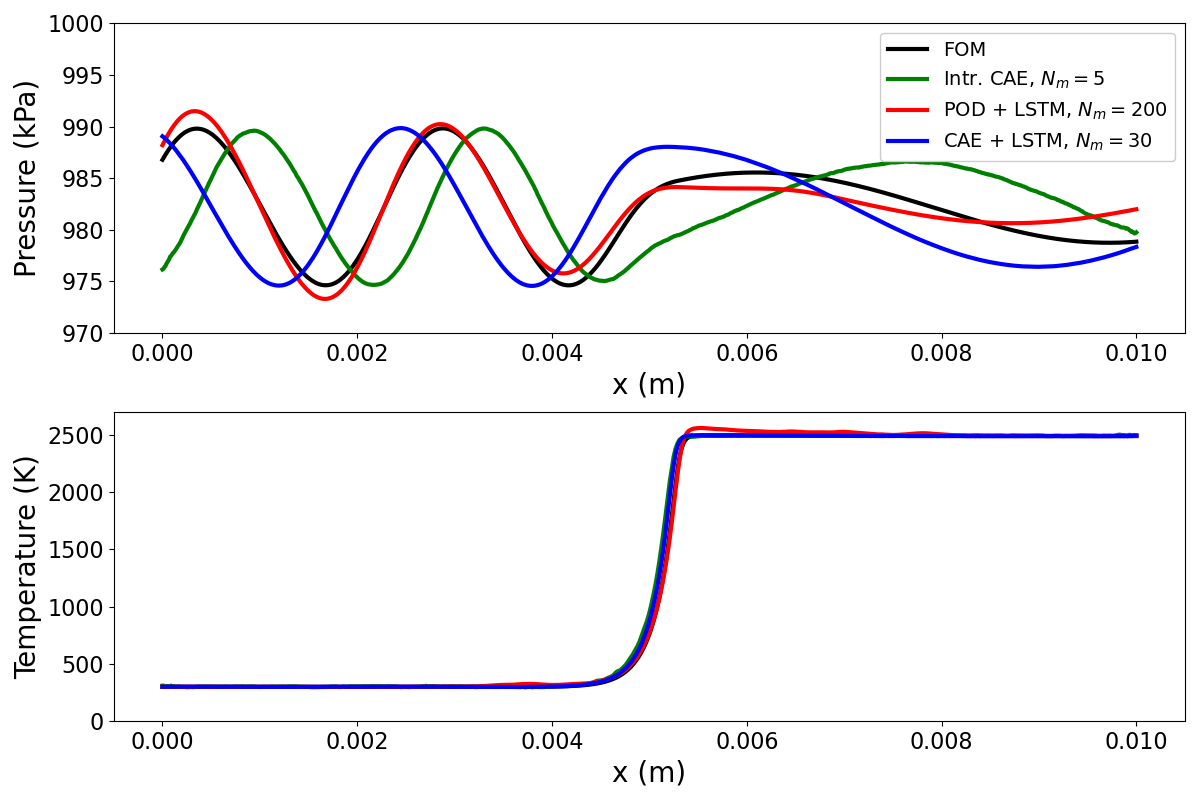 1000
995
990
985
980
975
970
Pressure (kPa)
FOM
Intr. CAE, $N_m = 5$
POD + LSTM, $N_m = 200$
CAE + LSTM, $N_m = 30$
0.000 0.002 0.004 0.006 0.008 0.010
x (m)
2500
2000
1500
1000
500
0
Temperature (K)
0.000 0.002 0.004 0.006 0.008 0.010
x (m)